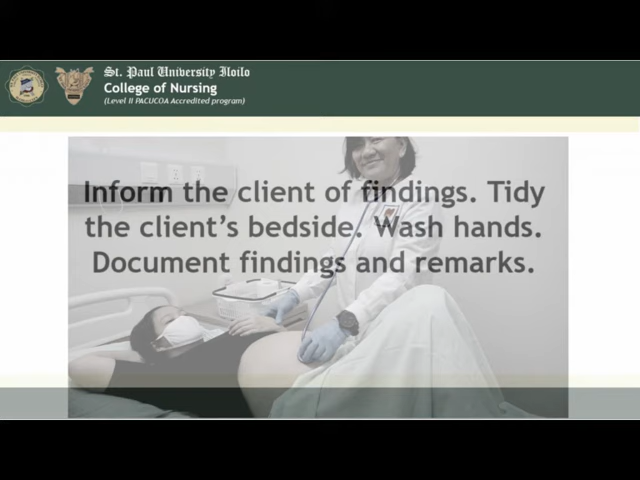 St. Paul University Iloilo
College of Nursing
(Level II PACUCOA Accredited program)
Inform the client of findings. Tidy
the client's bedside. Wash hands.
Document findings and remarks.